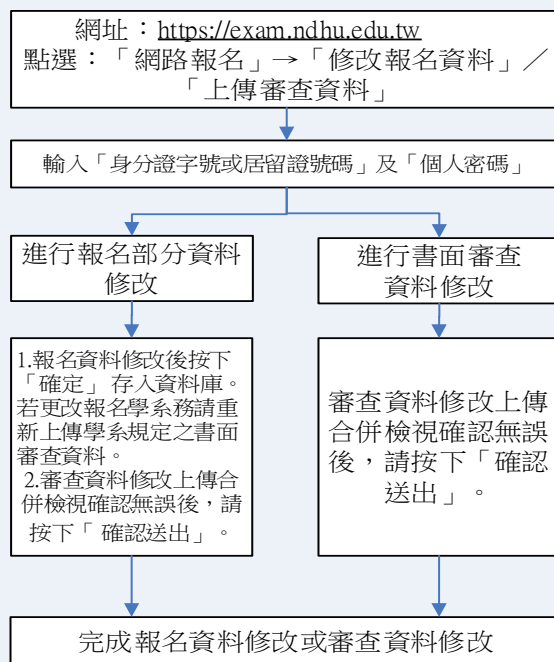 網址：https://exam.ndhu.edu.tw
點選：「網路報名」→「修改報名資料」／
「上傳審查資料」
輸入「身分證字號或居留證號碼」及「個人密碼」
進行報名部分資料
修改
進行書面審查
資料修改
1.報名資料修改後按下
「確定」 存入資料庫。
若更改報名學系務請重
新上傳學系規定之書面
審查資料。
2.審查資料修改上傳合
併檢視確認無誤後，請
按下「 確認送出」。
審查資料修改上傳
合併檢視確認無誤
後，請按下「確認
送出」。
完成報名資料修改或審查資料修改